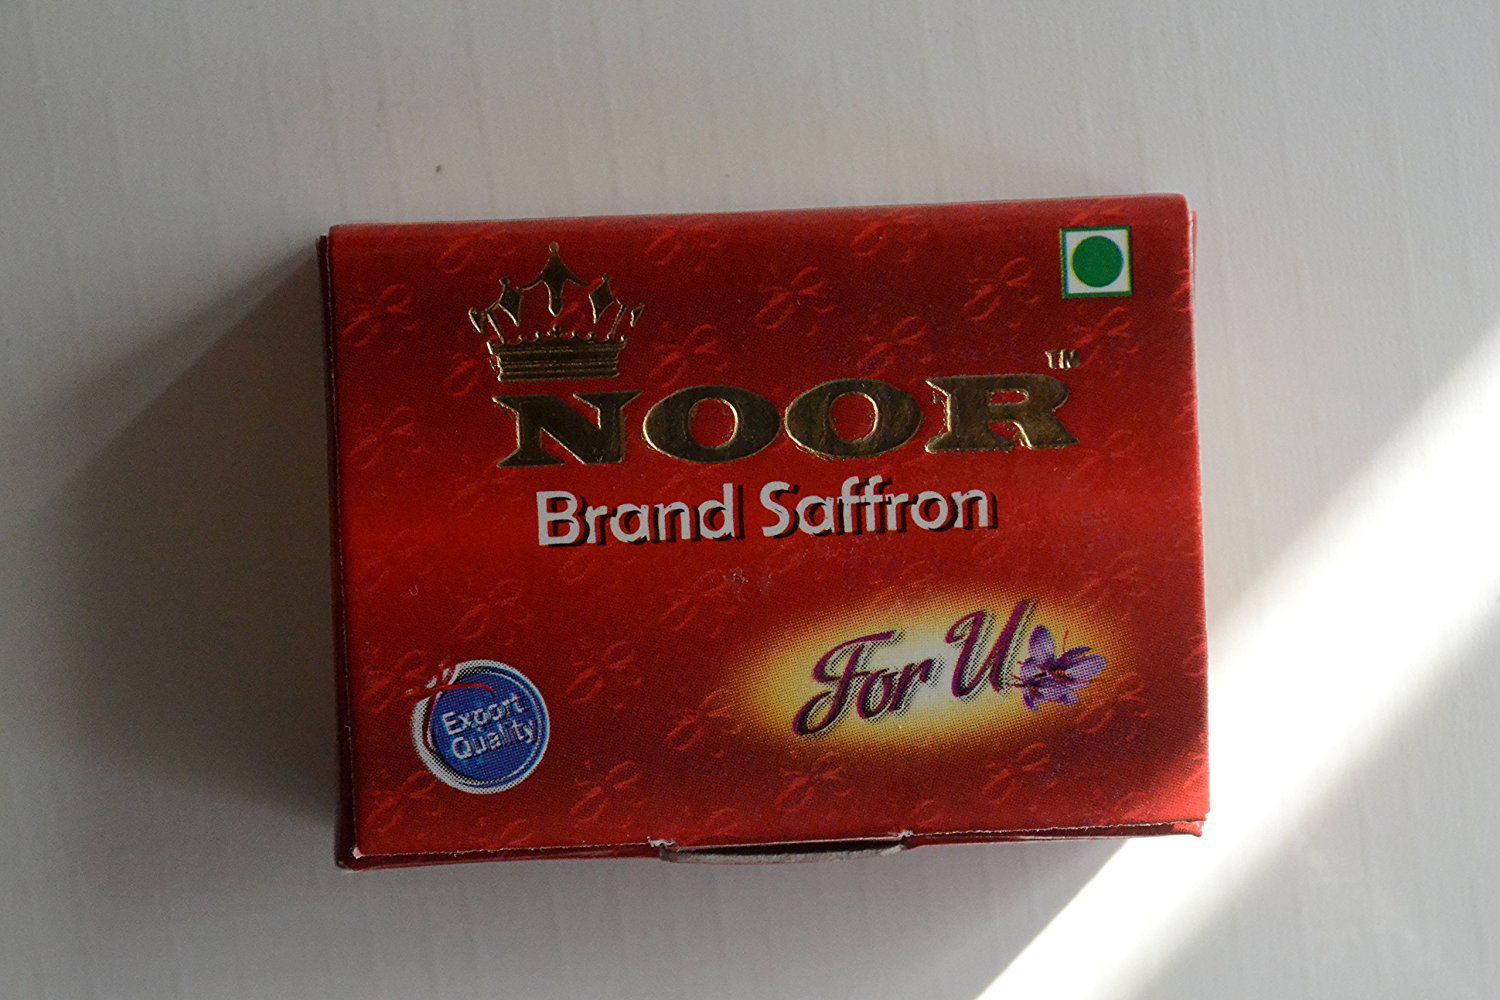 NOOR™
Brand Saffron
For U
Export
Quality